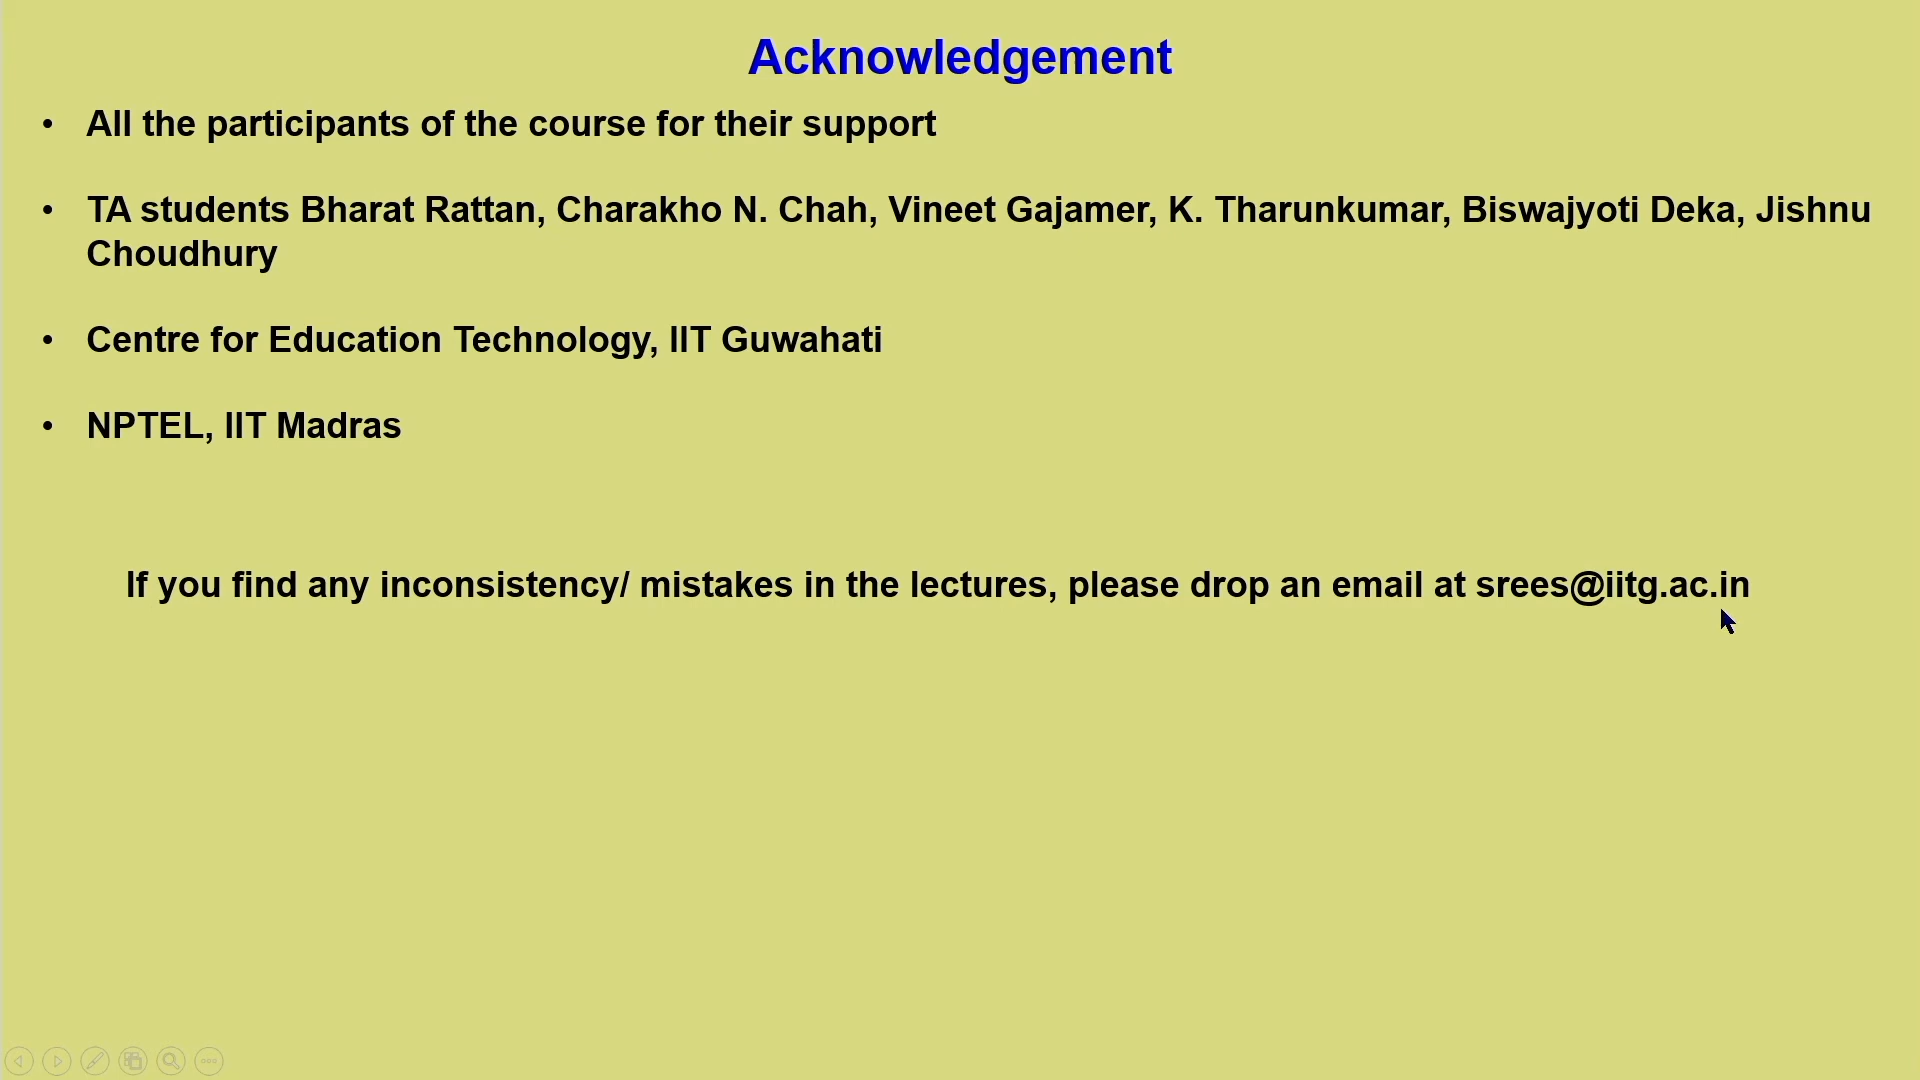 Acknowledgement
• All the participants of the course for their support
• TA students Bharat Rattan, Charakho N. Chah, Vineet Gajamer, K. Tharunkumar, Biswajyoti Deka, Jishnu
Choudhury
• Centre for Education Technology, IIT Guwahati
• NPTEL, IIT Madras
If you find any inconsistency/ mistakes in the lectures, please drop an email at srees@iitg.ac.in